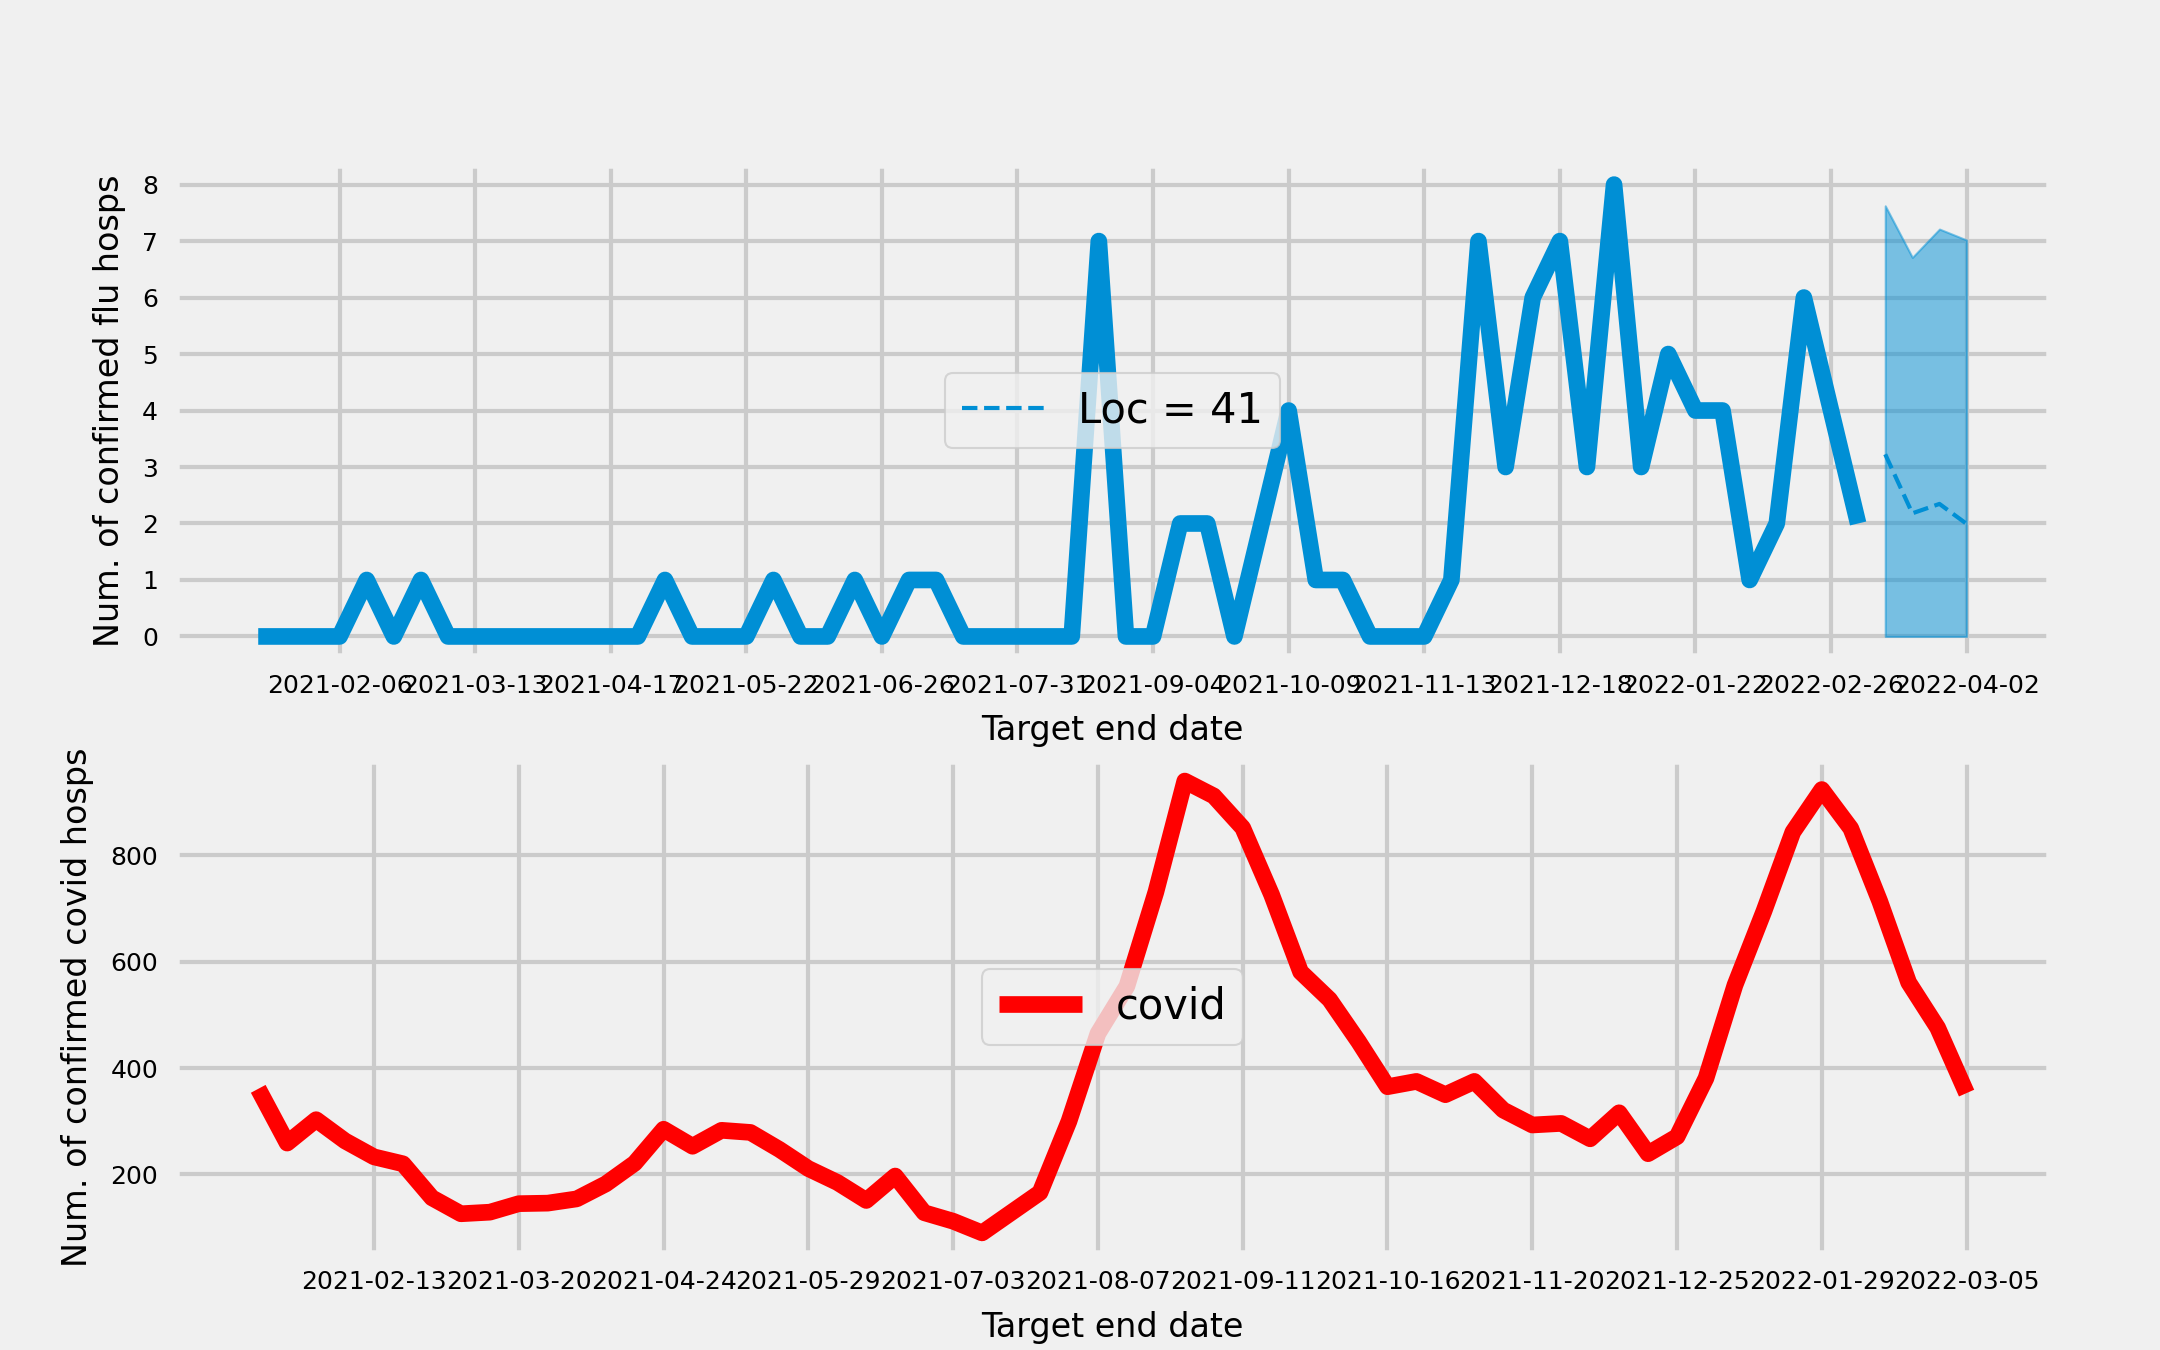 Num. of confirmed flu hosps
8
7
6
5
4
3
2
1
0
Loc = 41
2021-02-06 2021-03-13 2021-04-17 2021-05-22 2021-06-26 2021-07-31 2021-09-04 2021-10-09 2021-11-13 2021-12-18 2022-01-22 2022-02-26 2022-04-02
Target end date
Num. of confirmed covid hosps
800
600
400
200
covid
2021-02-13 2021-03-20 2021-04-24 2021-05-29 2021-07-03 2021-08-07 2021-09-11 2021-10-16 2021-11-20 2021-12-25 2022-01-29 2022-03-05
Target end date